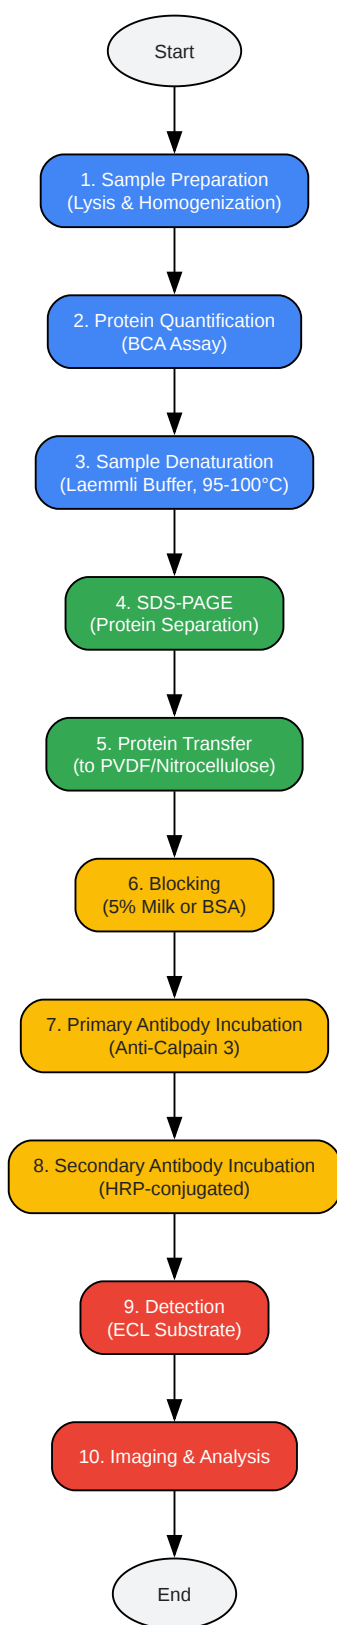 Start
1. Sample Preparation
(Lysis & Homogenization)
2. Protein Quantification
(BCA Assay)
3. Sample Denaturation
(Laemmli Buffer, 95-100°C)
4. SDS-PAGE
(Protein Separation)
5. Protein Transfer
(to PVDF/Nitrocellulose)
6. Blocking
(5% Milk or BSA)
7. Primary Antibody Incubation
(Anti-Calpain 3)
8. Secondary Antibody Incubation
(HRP-conjugated)
9. Detection
(ECL Substrate)
10. Imaging & Analysis
End